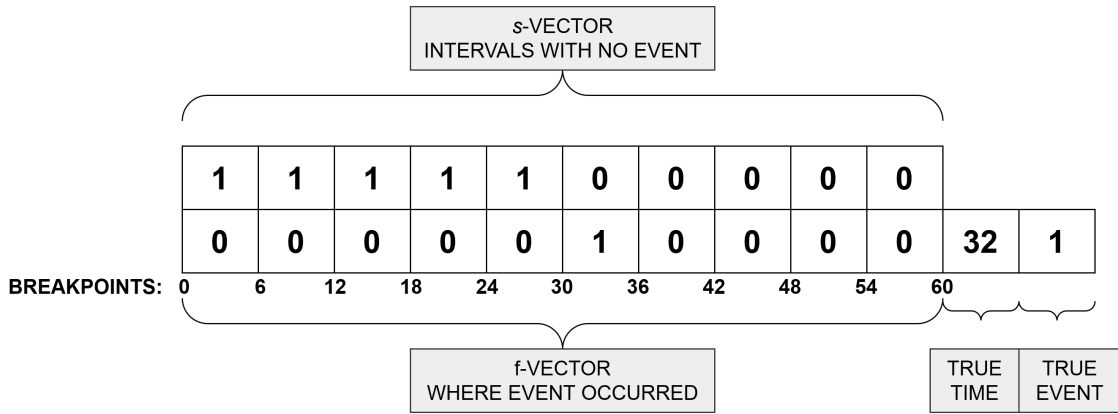 s-VECTOR
INTERVALS WITH NO EVENT
1 1 1 1 1 0 0 0 0 0
0 0 0 0 0 1 0 0 0 0 32 1
BREAKPOINTS: 0 6 12 18 24 30 36 42 48 54 60
f-VECTOR
WHERE EVENT OCCURRED
TRUE
TIME
TRUE
EVENT